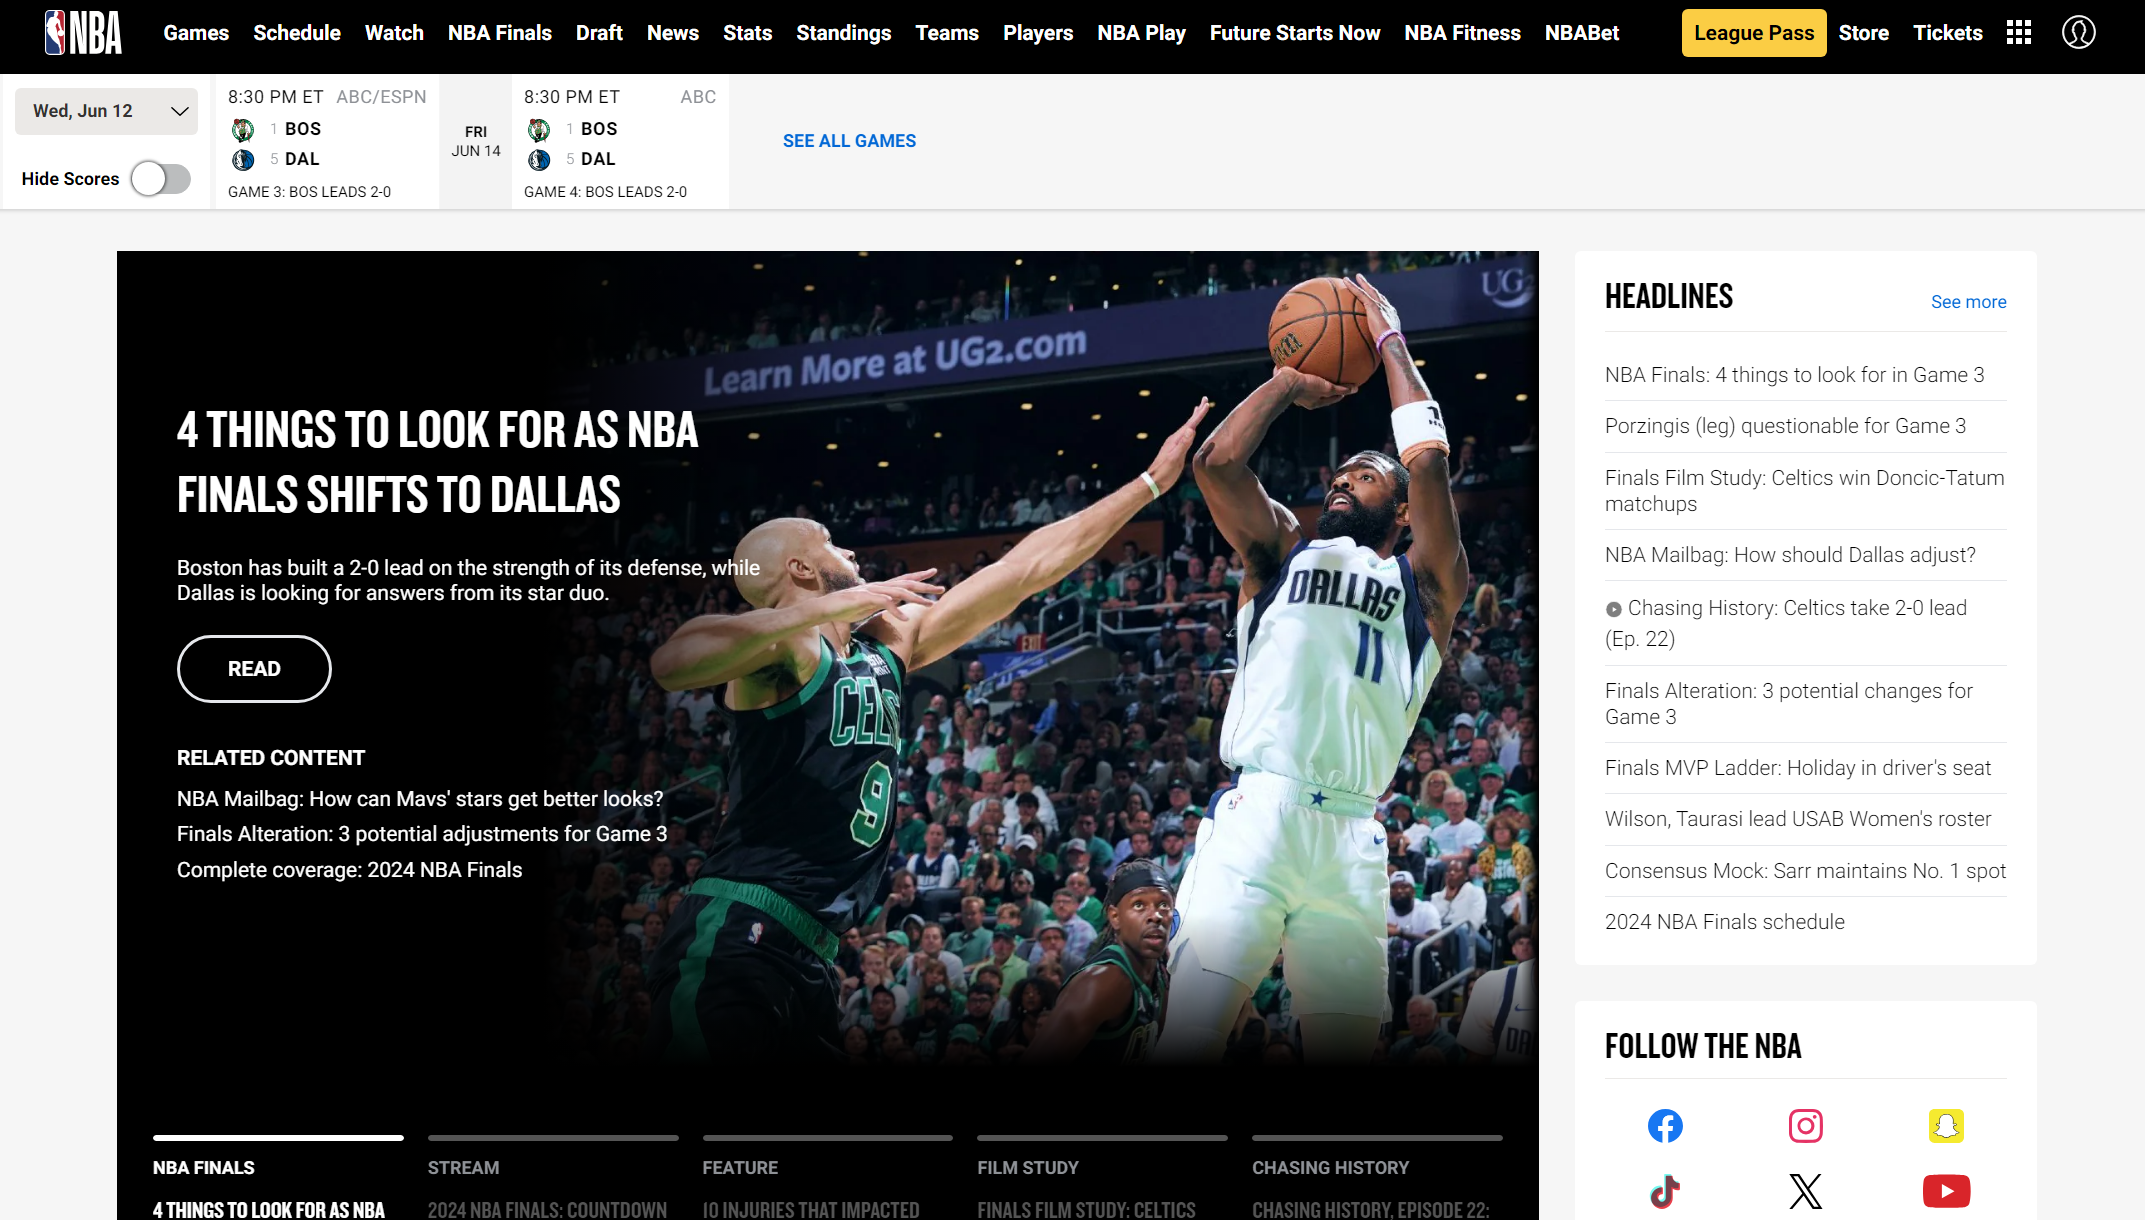 NBA
Games Schedule Watch NBA Finals Draft News Stats Standings Teams Players NBA Play Future Starts Now NBA Fitness NBABet League Pass Store Tickets
Wed, Jun 12
Hide Scores
8:30 PM ET ABC/ESPN
1 BOS
5 DAL
GAME 3: BOS LEADS 2-0
FRI
JUN 14
8:30 PM ET ABC
1 BOS
5 DAL
GAME 4: BOS LEADS 2-0
SEE ALL GAMES
UG2
Learn More at UG2.com
4 THINGS TO LOOK FOR AS NBA
FINALS SHIFTS TO DALLAS
Boston has built a 2-0 lead on the strength of its defense, while
Dallas is looking for answers from its star duo.
READ
RELATED CONTENT
NBA Mailbag: How can Mavs' stars get better looks?
Finals Alteration: 3 potential adjustments for Game 3
Complete coverage: 2024 NBA Finals
DALLAS
11
9
EXIT
NBA FINALS
4 THINGS TO LOOK FOR AS NBA
STREAM
2024 NBA FINALS: COUNTDOWN
FEATURE
10 INJURIES THAT IMPACTED
FILM STUDY
FINALS FILM STUDY: CELTICS
CHASING HISTORY
CHASING HISTORY, EPISODE 22:
HEADLINES
See more
NBA Finals: 4 things to look for in Game 3
Porzingis (leg) questionable for Game 3
Finals Film Study: Celtics win Doncic-Tatum
matchups
NBA Mailbag: How should Dallas adjust?
Chasing History: Celtics take 2-0 lead
(Ep. 22)
Finals Alteration: 3 potential changes for
Game 3
Finals MVP Ladder: Holiday in driver's seat
Wilson, Taurasi lead USAB Women's roster
Consensus Mock: Sarr maintains No. 1 spot
2024 NBA Finals schedule
FOLLOW THE NBA